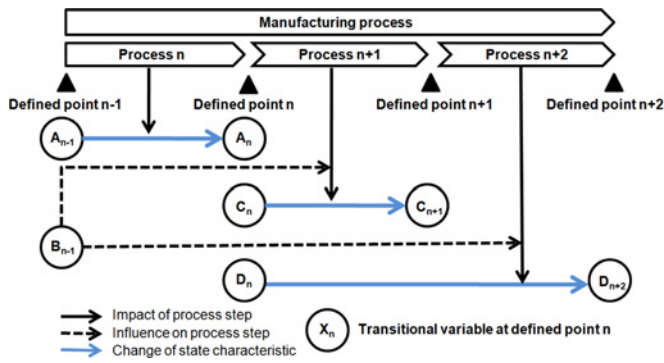 Manufacturing process
Process n Process n+1 Process n+2
Defined point n-1 Defined point n Defined point n+1 Defined point n+2
An-1 An
Cn Cn+1
Bn-1
Dn Dn+2
Impact of process step
Influence on process step
Change of state characteristic
Xn Transitional variable at defined point n